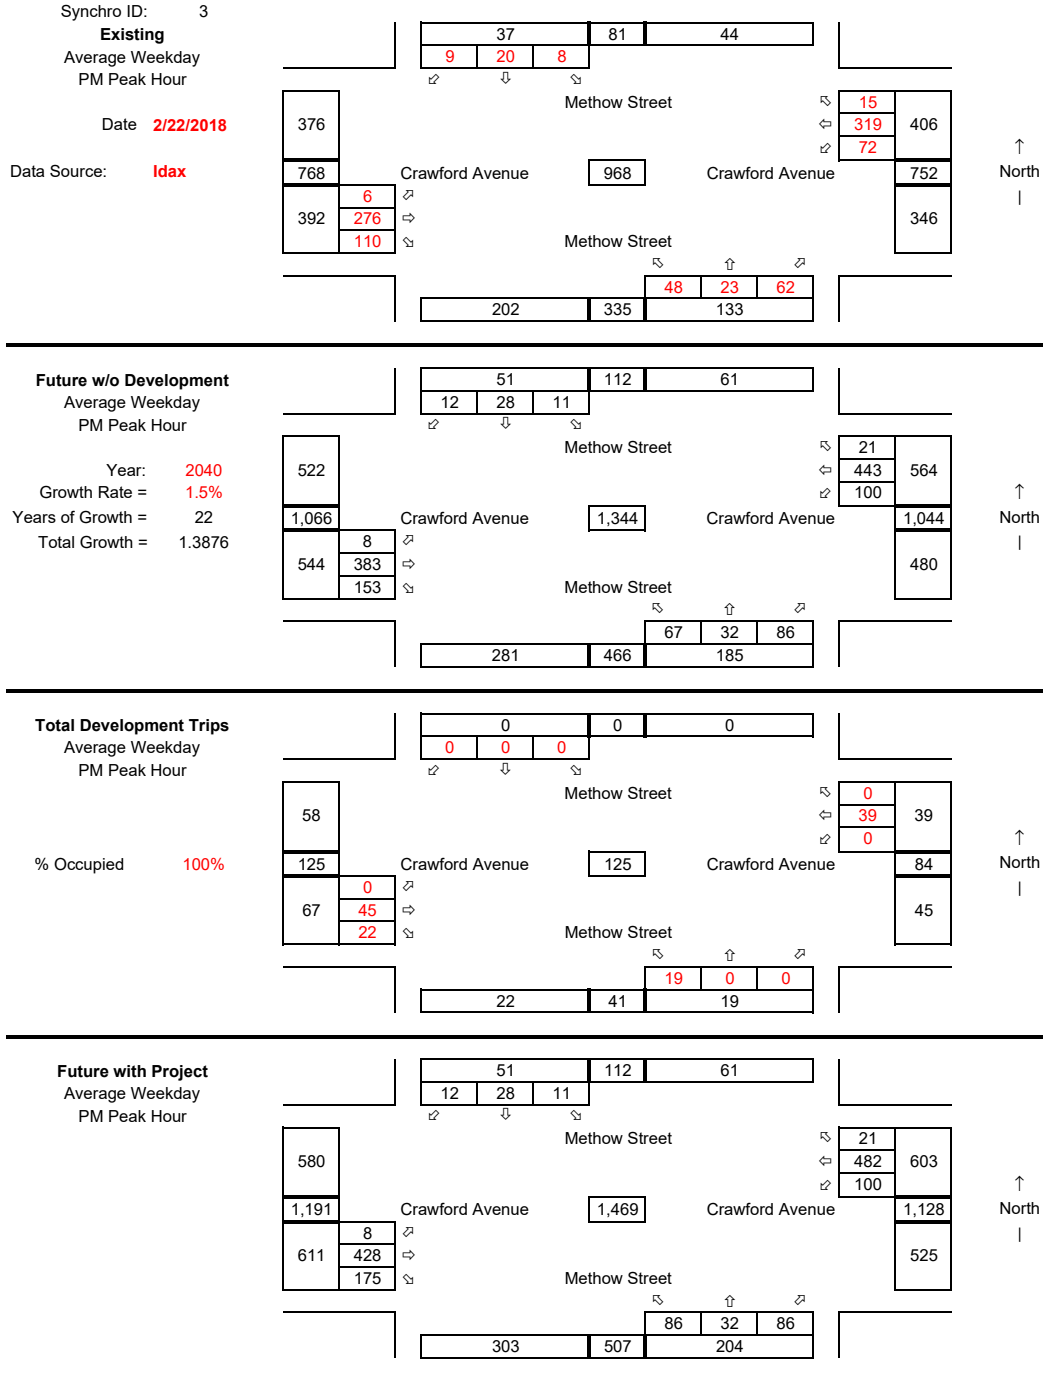 Synchro ID: 3
Existing
Average Weekday
PM Peak Hour
Date 2/22/2018
Data Source: Idax
37 81 44
9 20 8
⬃ ⇩ ⬂
Methow Street
⬁ 15
376 ⇦ 319 406
⬃ 72
↑
768 Crawford Avenue 968 Crawford Avenue 752 North
6 ⬀ |
392 276 ⇨ 346
110 ⬂ Methow Street
⬁ ⇧ ⬀
48 23 62
202 335 133
Future w/o Development
Average Weekday
PM Peak Hour
Year: 2040
Growth Rate = 1.5%
Years of Growth = 22
Total Growth = 1.3876
51 112 61
12 28 11
⬃ ⇩ ⬂
Methow Street
⬁ 21
522 ⇦ 443 564
⬃ 100
↑
1,066 Crawford Avenue 1,344 Crawford Avenue 1,044 North
8 ⬀ |
544 383 ⇨ 480
153 ⬂ Methow Street
⬁ ⇧ ⬀
67 32 86
281 466 185
Total Development Trips
Average Weekday
PM Peak Hour
% Occupied 100%
0 0 0
0 0 0
⬃ ⇩ ⬂
Methow Street
⬁ 0
58 ⇦ 39 39
⬃ 0
↑
125 Crawford Avenue 125 Crawford Avenue 84 North
0 ⬀ |
67 45 ⇨ 45
22 ⬂ Methow Street
⬁ ⇧ ⬀
19 0 0
22 41 19
Future with Project
Average Weekday
PM Peak Hour
51 112 61
12 28 11
⬃ ⇩ ⬂
Methow Street
⬁ 21
580 ⇦ 482 603
⬃ 100
↑
1,191 Crawford Avenue 1,469 Crawford Avenue 1,128 North
8 ⬀ |
611 428 ⇨ 525
175 ⬂ Methow Street
⬁ ⇧ ⬀
86 32 86
303 507 204